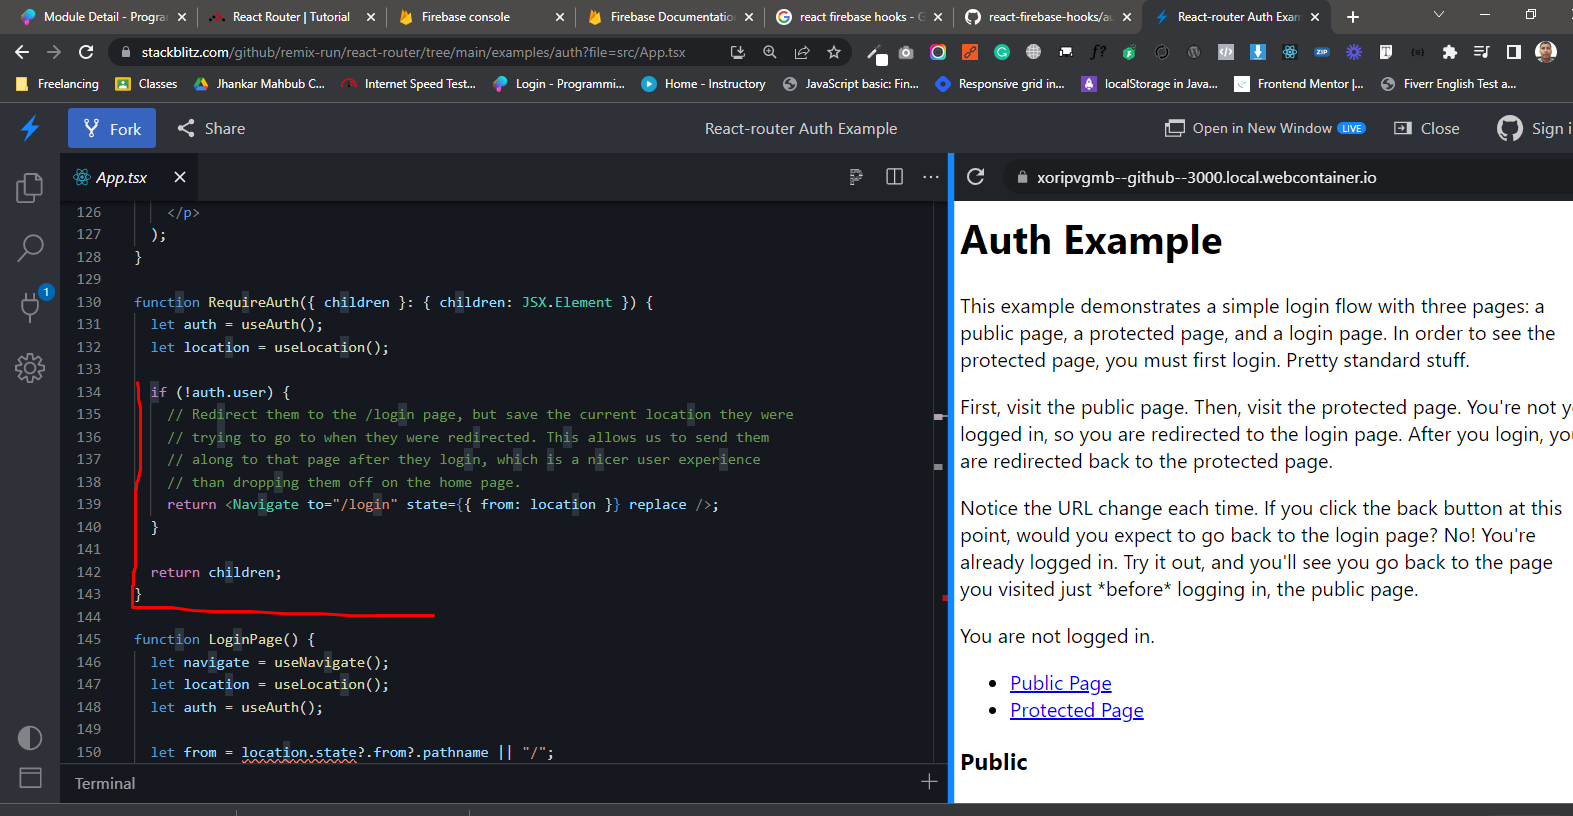 Module Detail - Progra
React Router | Tutorial
Firebase console
Firebase Documentatio
react firebase hooks - G
react-firebase-hooks/au
React-router Auth Exam
stackblitz.com/github/remix-run/react-router/tree/main/examples/auth?file=src/App.tsx
Freelancing
Classes
Jhankar Mahbub C...
Internet Speed Test...
Login - Programmi...
Home - Instructory
JavaScript basic: Fin...
Responsive grid in...
localStorage in Java...
Frontend Mentor |...
Fiverr English Test a...
Fork
Share
React-router Auth Example
Open in New Window LIVE
Close
Sign i
1
App.tsx
126 </p>
127 );
128 }
129
130 function RequireAuth({ children }: { children: JSX.Element }) {
131 let auth = useAuth();
132 let location = useLocation();
133
134 if (!auth.user) {
135 // Redirect them to the /login page, but save the current location they were
136 // trying to go to when they were redirected. This allows us to send them
137 // along to that page after they login, which is a nicer user experience
138 // than dropping them off on the home page.
139 return <Navigate to="/login" state={{ from: location }} replace />;
140 }
141
142 return children;
143 }
144
145 function LoginPage() {
146 let navigate = useNavigate();
147 let location = useLocation();
148 let auth = useAuth();
149
150 let from = location.state?.from?.pathname || "/";
Terminal
xoripvgmb--github--3000.local.webcontainer.io
Auth Example
This example demonstrates a simple login flow with three pages: a
public page, a protected page, and a login page. In order to see the
protected page, you must first login. Pretty standard stuff.
First, visit the public page. Then, visit the protected page. You're not y
logged in, so you are redirected to the login page. After you login, yo
are redirected back to the protected page.
Notice the URL change each time. If you click the back button at this
point, would you expect to go back to the login page? No! You're
already logged in. Try it out, and you'll see you go back to the page
you visited just *before* logging in, the public page.
You are not logged in.
Public Page
Protected Page
Public